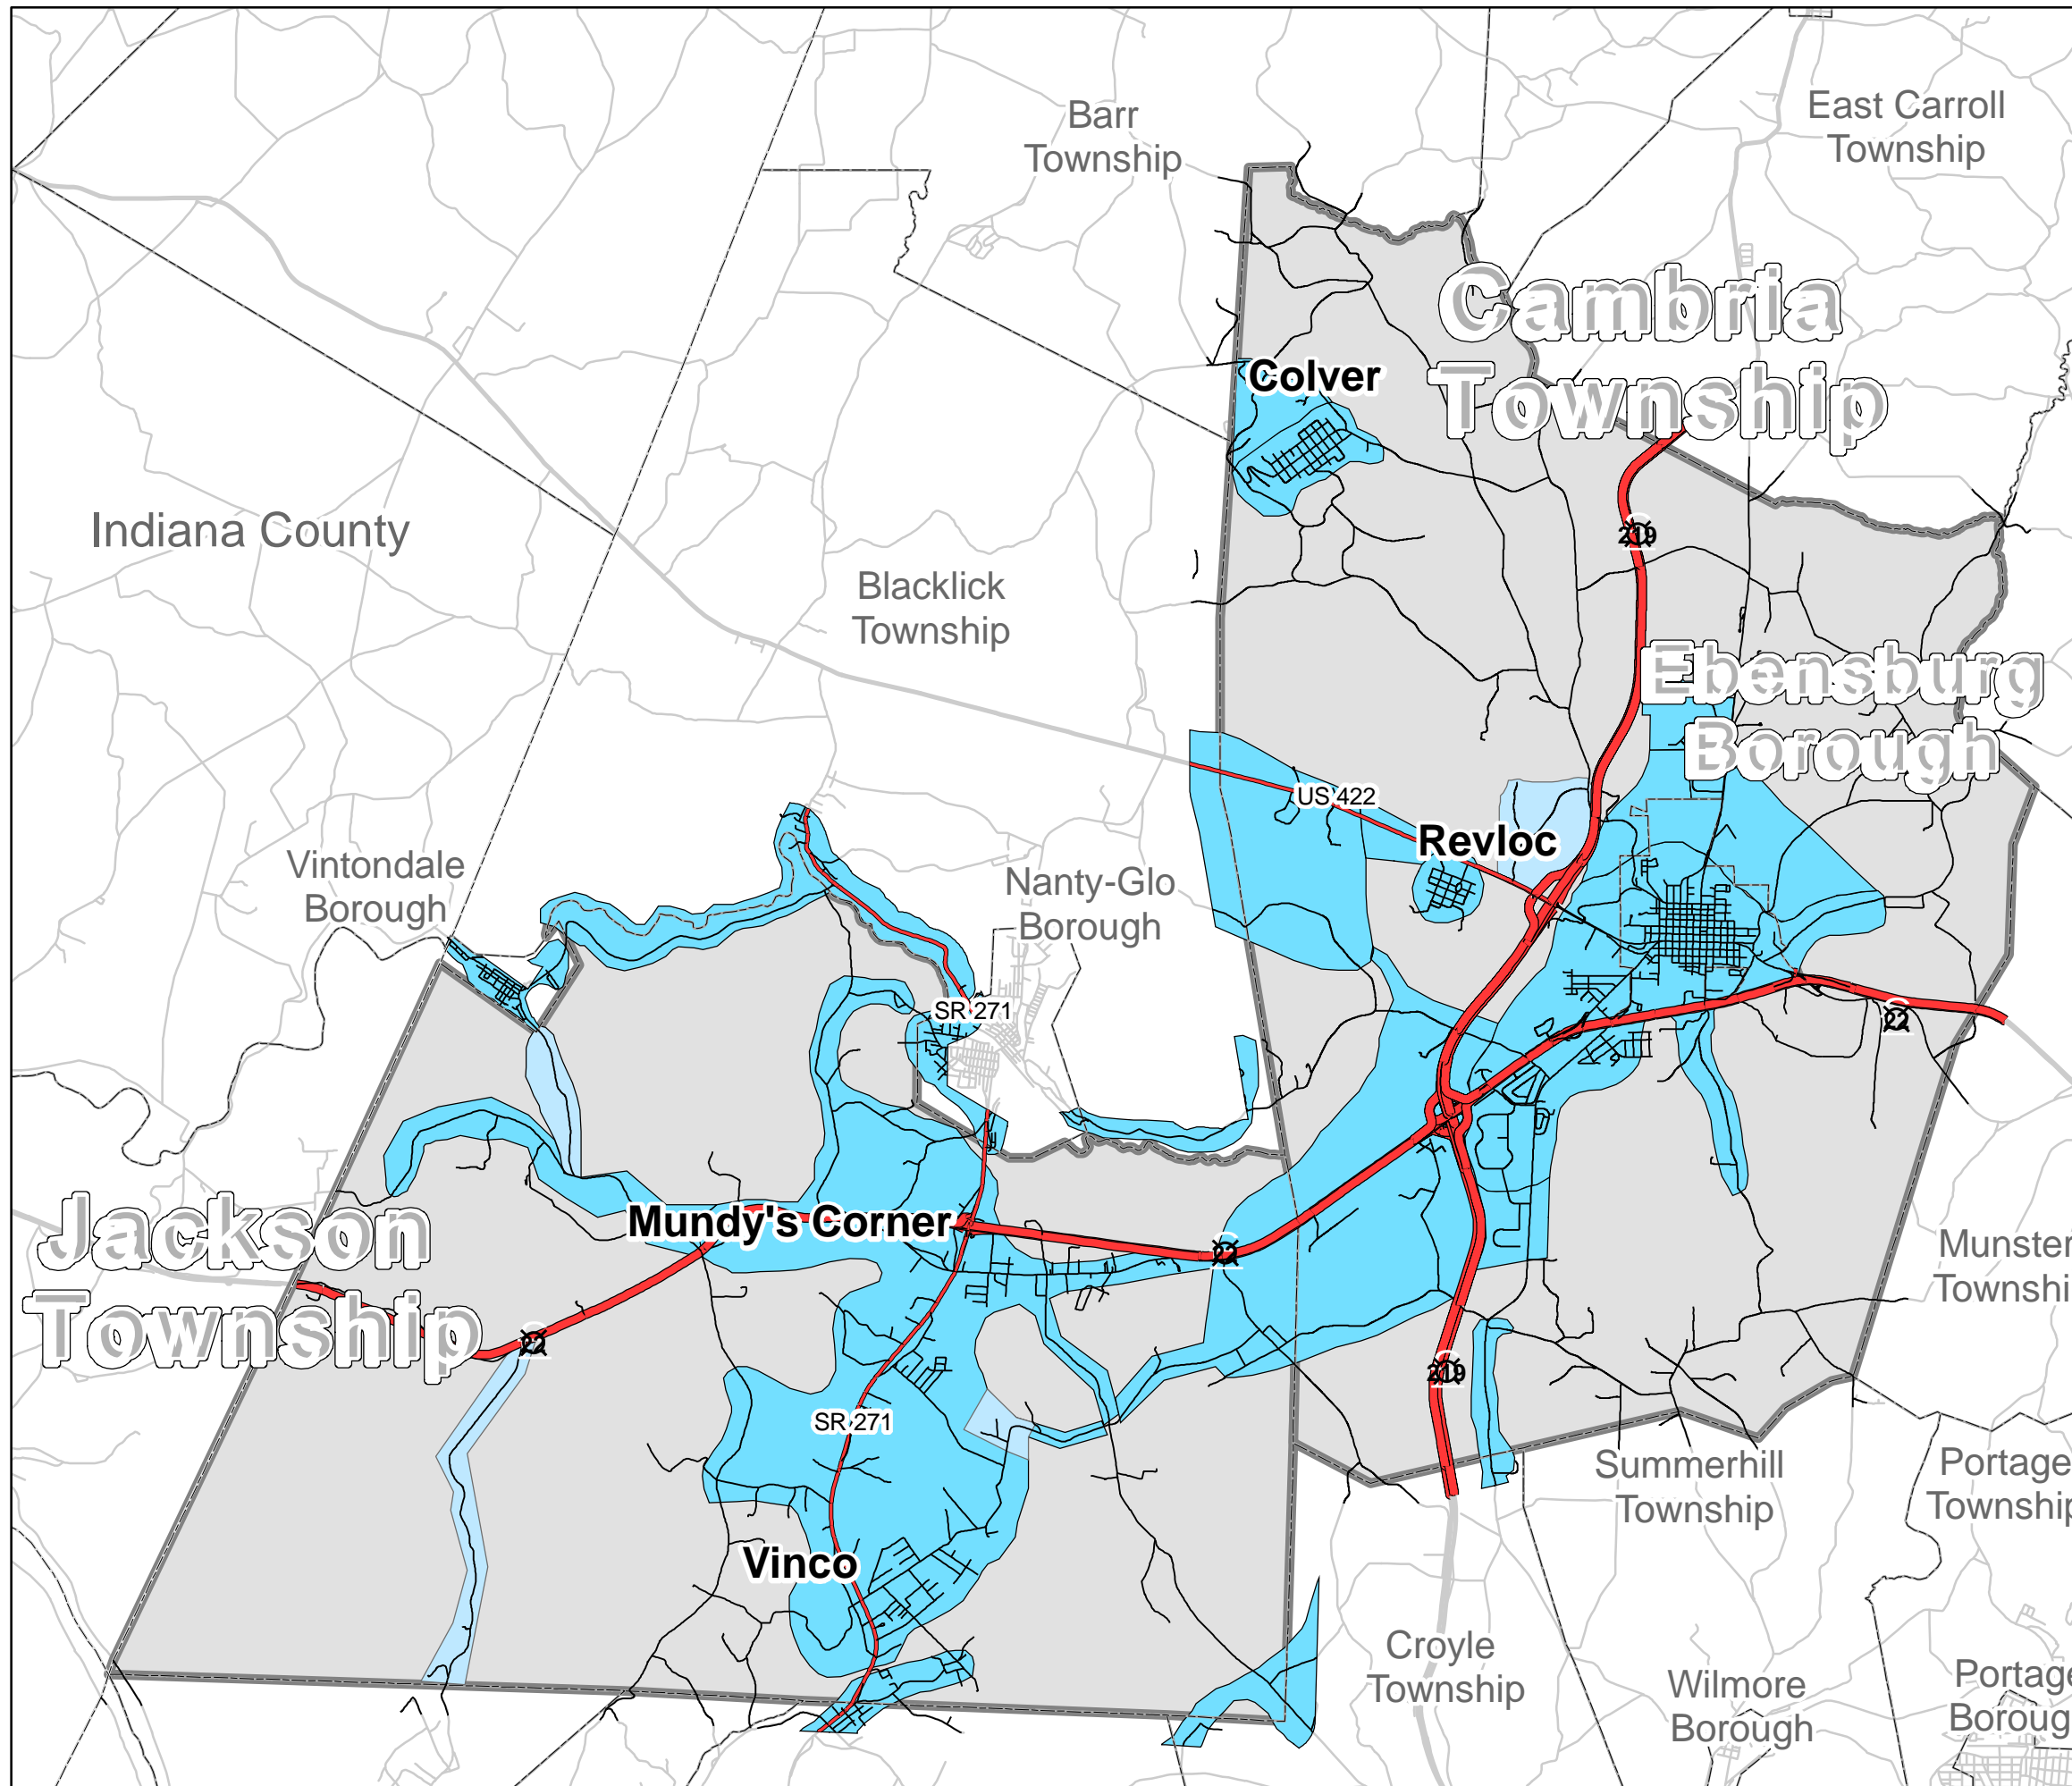 Barr
Township
East Carroll
Township
Cambria
Township
Colver
Indiana County
219
Blacklick
Township
Ebensburg
Borough
US 422
Revloc
Vintondale
Borough
Nanty-Glo
Borough
SR 271
22
Jackson
Township
Mundy's Corner
22
Munster
Townshi
22
219
SR 271
Summerhill
Township
Portage
Township
Vinco
Croyle
Township
Wilmore
Borough
Portage
Boroug